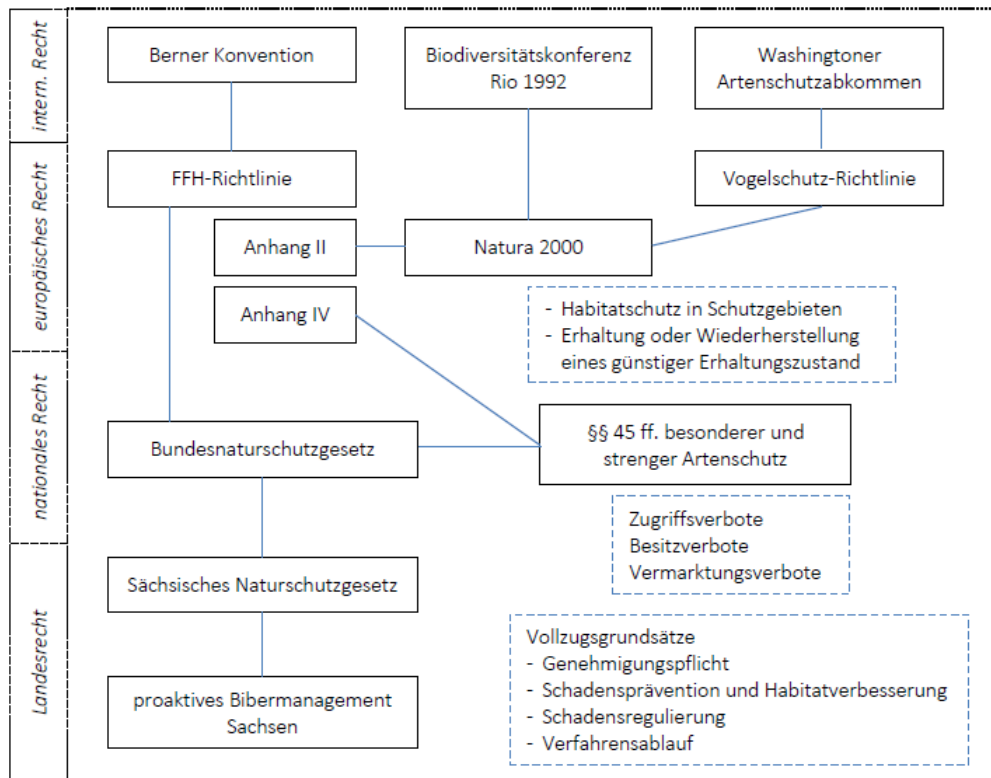 intern. Recht
Berner Konvention
Biodiversitätskonferenz
Rio 1992
Washingtoner
Artenschutzabkommen
europäisches Recht
FFH-Richtlinie
Vogelschutz-Richtlinie
Anhang II
Natura 2000
Anhang IV
- Habitatschutz in Schutzgebieten
- Erhaltung oder Wiederherstellung
eines günstiger Erhaltungszustand
nationales Recht
Bundesnaturschutzgesetz
§§ 45 ff. besonderer und
strenger Artenschutz
Zugriffsverbote
Besitzverbote
Vermarktungsverbote
Landesrecht
Sächsisches Naturschutzgesetz
proaktives Bibermanagement
Sachsen
Vollzugsgrundsätze
- Genehmigungspflicht
- Schadensprävention und Habitatverbesserung
- Schadensregulierung
- Verfahrensablauf